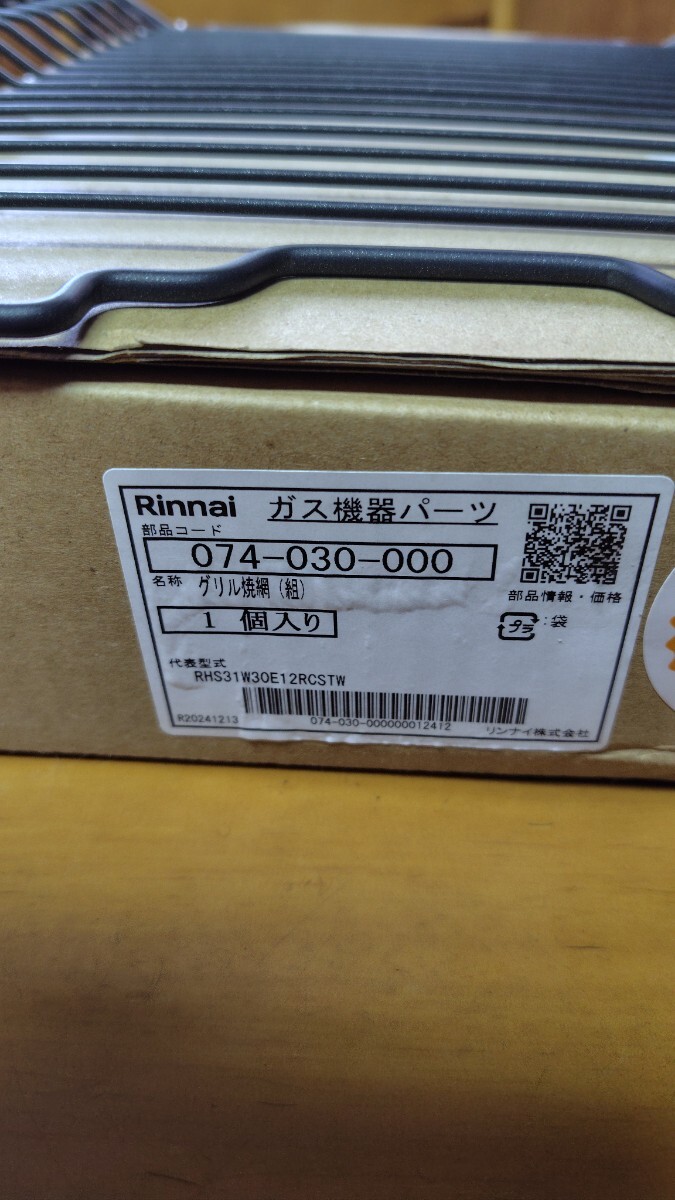 Rinnai ガス機器パーツ
部品コード
074-030-000
名称 グリル焼網(組)
部品情報・価格
1 個入り
プラ :袋
代表型式
RHS31W30E12RCSTW
R20241213
074-030-000000012412
リンナイ株式会社